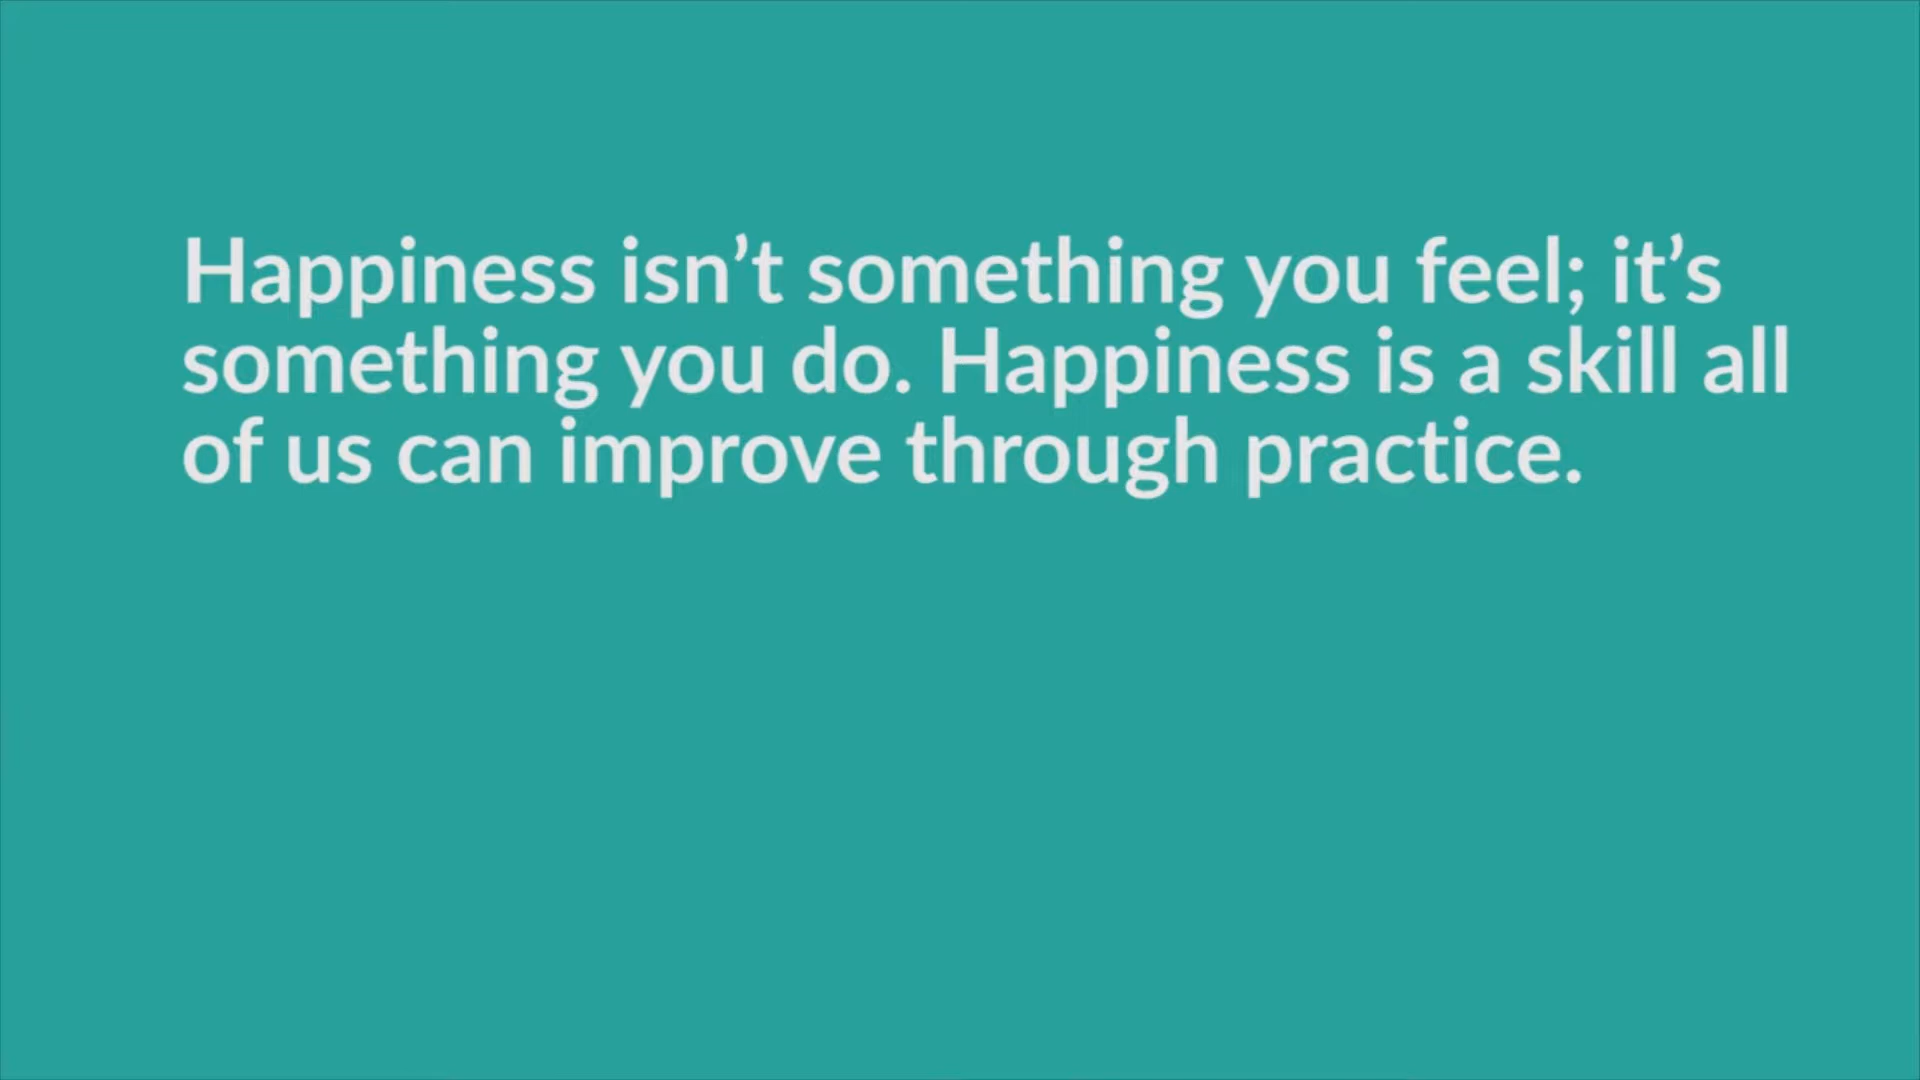 Happiness isn’t something you feel; it’s
something you do. Happiness is a skill all
of us can improve through practice.